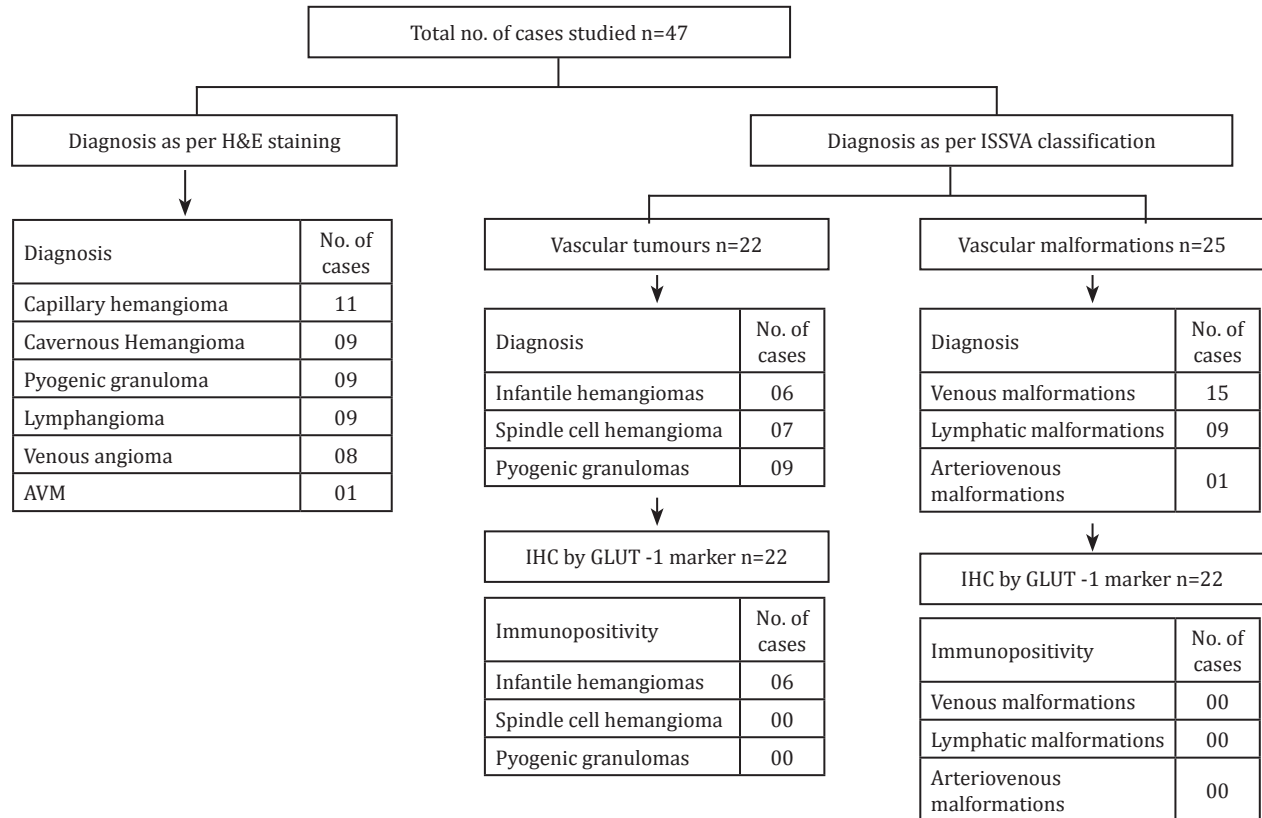 Total no. of cases studied n=47
Diagnosis as per H&E staining
Diagnosis as per ISSVA classification
Diagnosis No. of
cases
Capillary hemangioma 11
Cavernous Hemangioma 09
Pyogenic granuloma 09
Lymphangioma 09
Venous angioma 08
AVM 01
Vascular tumours n=22
Diagnosis No. of
cases
Infantile hemangiomas 06
Spindle cell hemangioma 07
Pyogenic granulomas 09
IHC by GLUT -1 marker n=22
Immunopositivity No. of
cases
Infantile hemangiomas 06
Spindle cell hemangioma 00
Pyogenic granulomas 00
Vascular malformations n=25
Diagnosis No. of
cases
Venous malformations 15
Lymphatic malformations 09
Arteriovenous
malformations 01
IHC by GLUT -1 marker n=22
Immunopositivity No. of
cases
Venous malformations 00
Lymphatic malformations 00
Arteriovenous
malformations 00